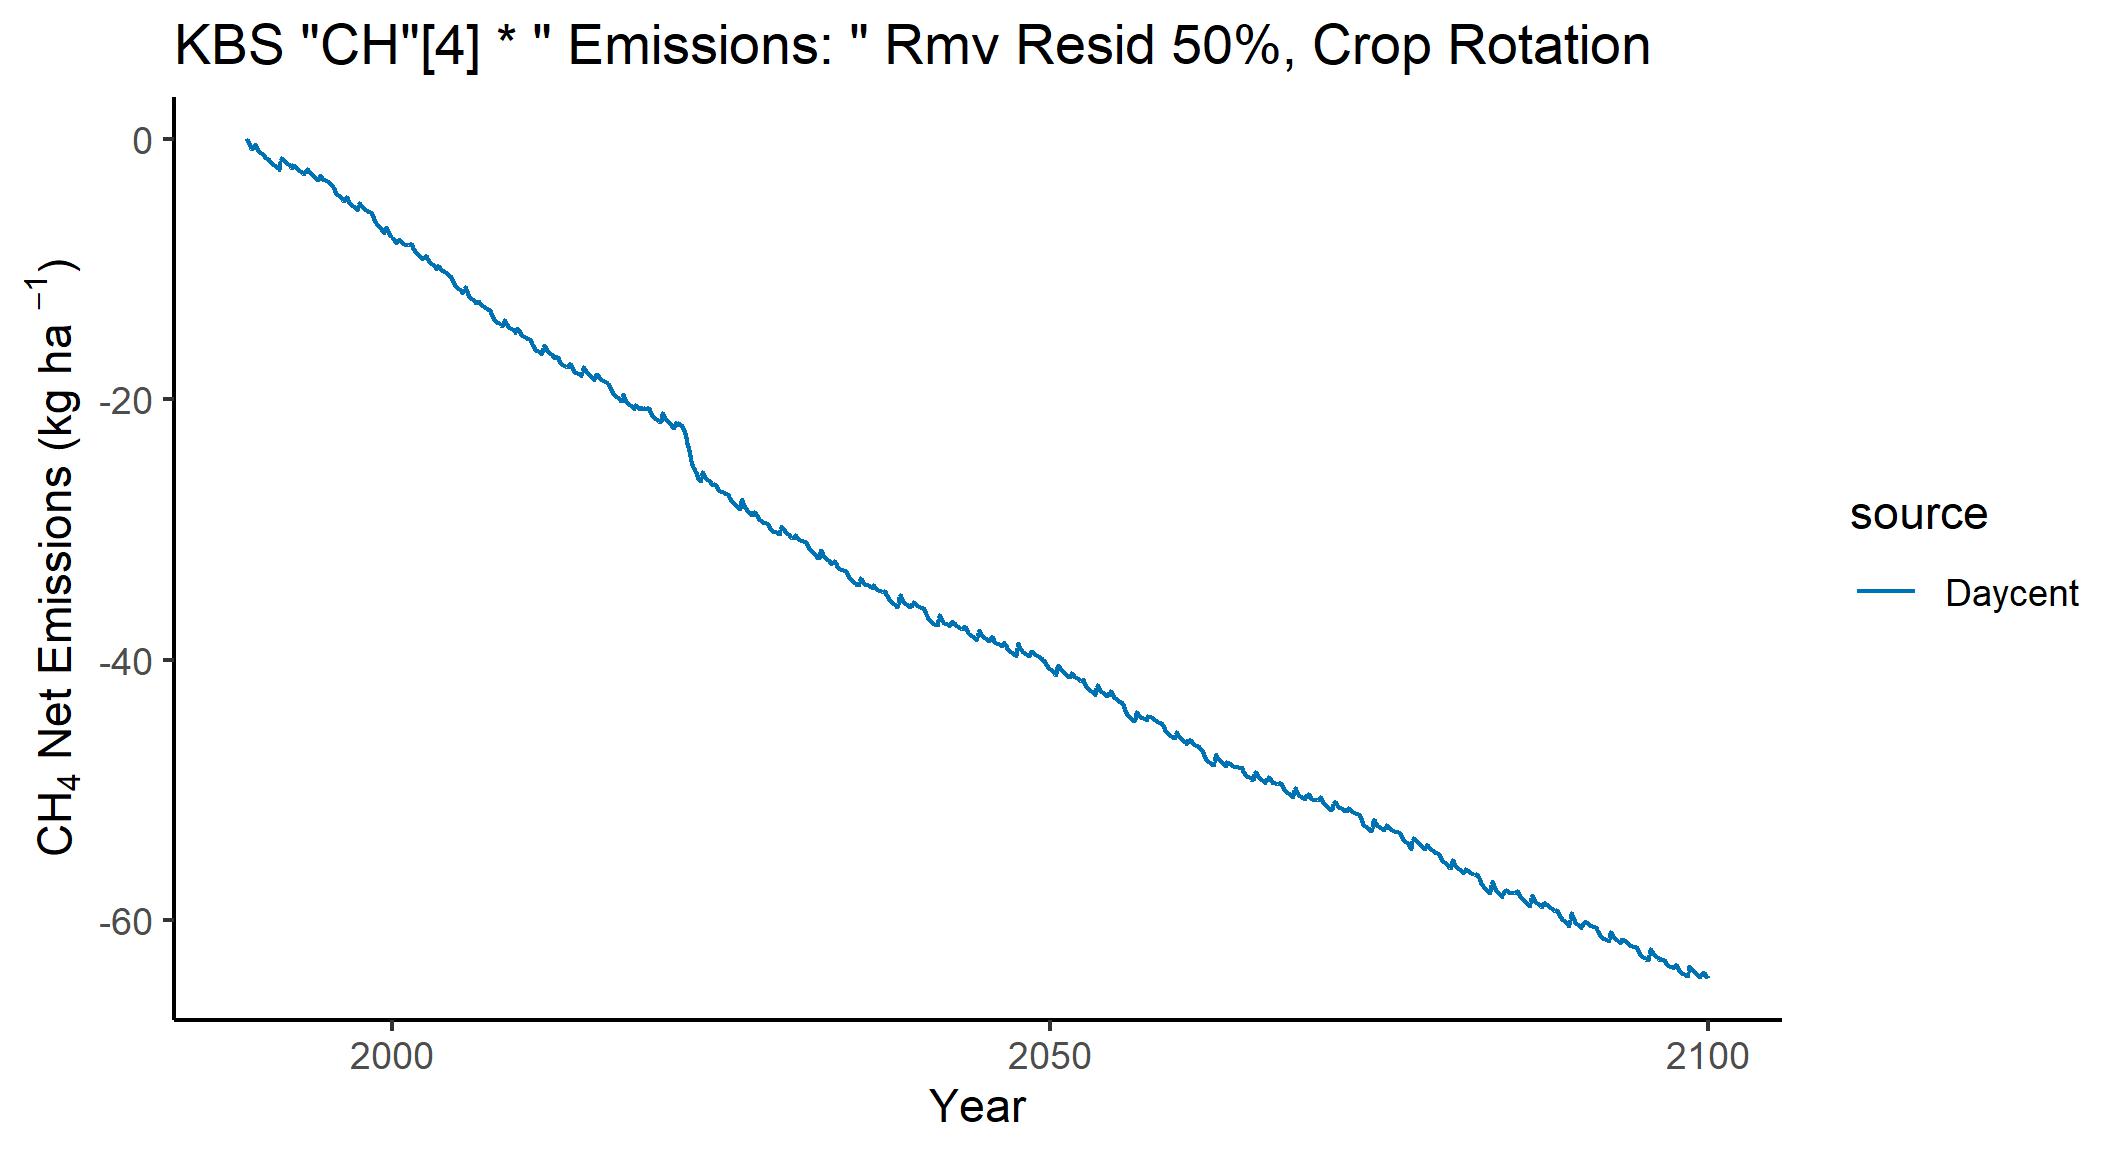 KBS "CH"[4] * " Emissions: " Rmv Resid 50%, Crop Rotation
CH₄ Net Emissions (kg ha ⁻¹)
0
-20
-40
-60
2000
2050
2100
Year
source
Daycent